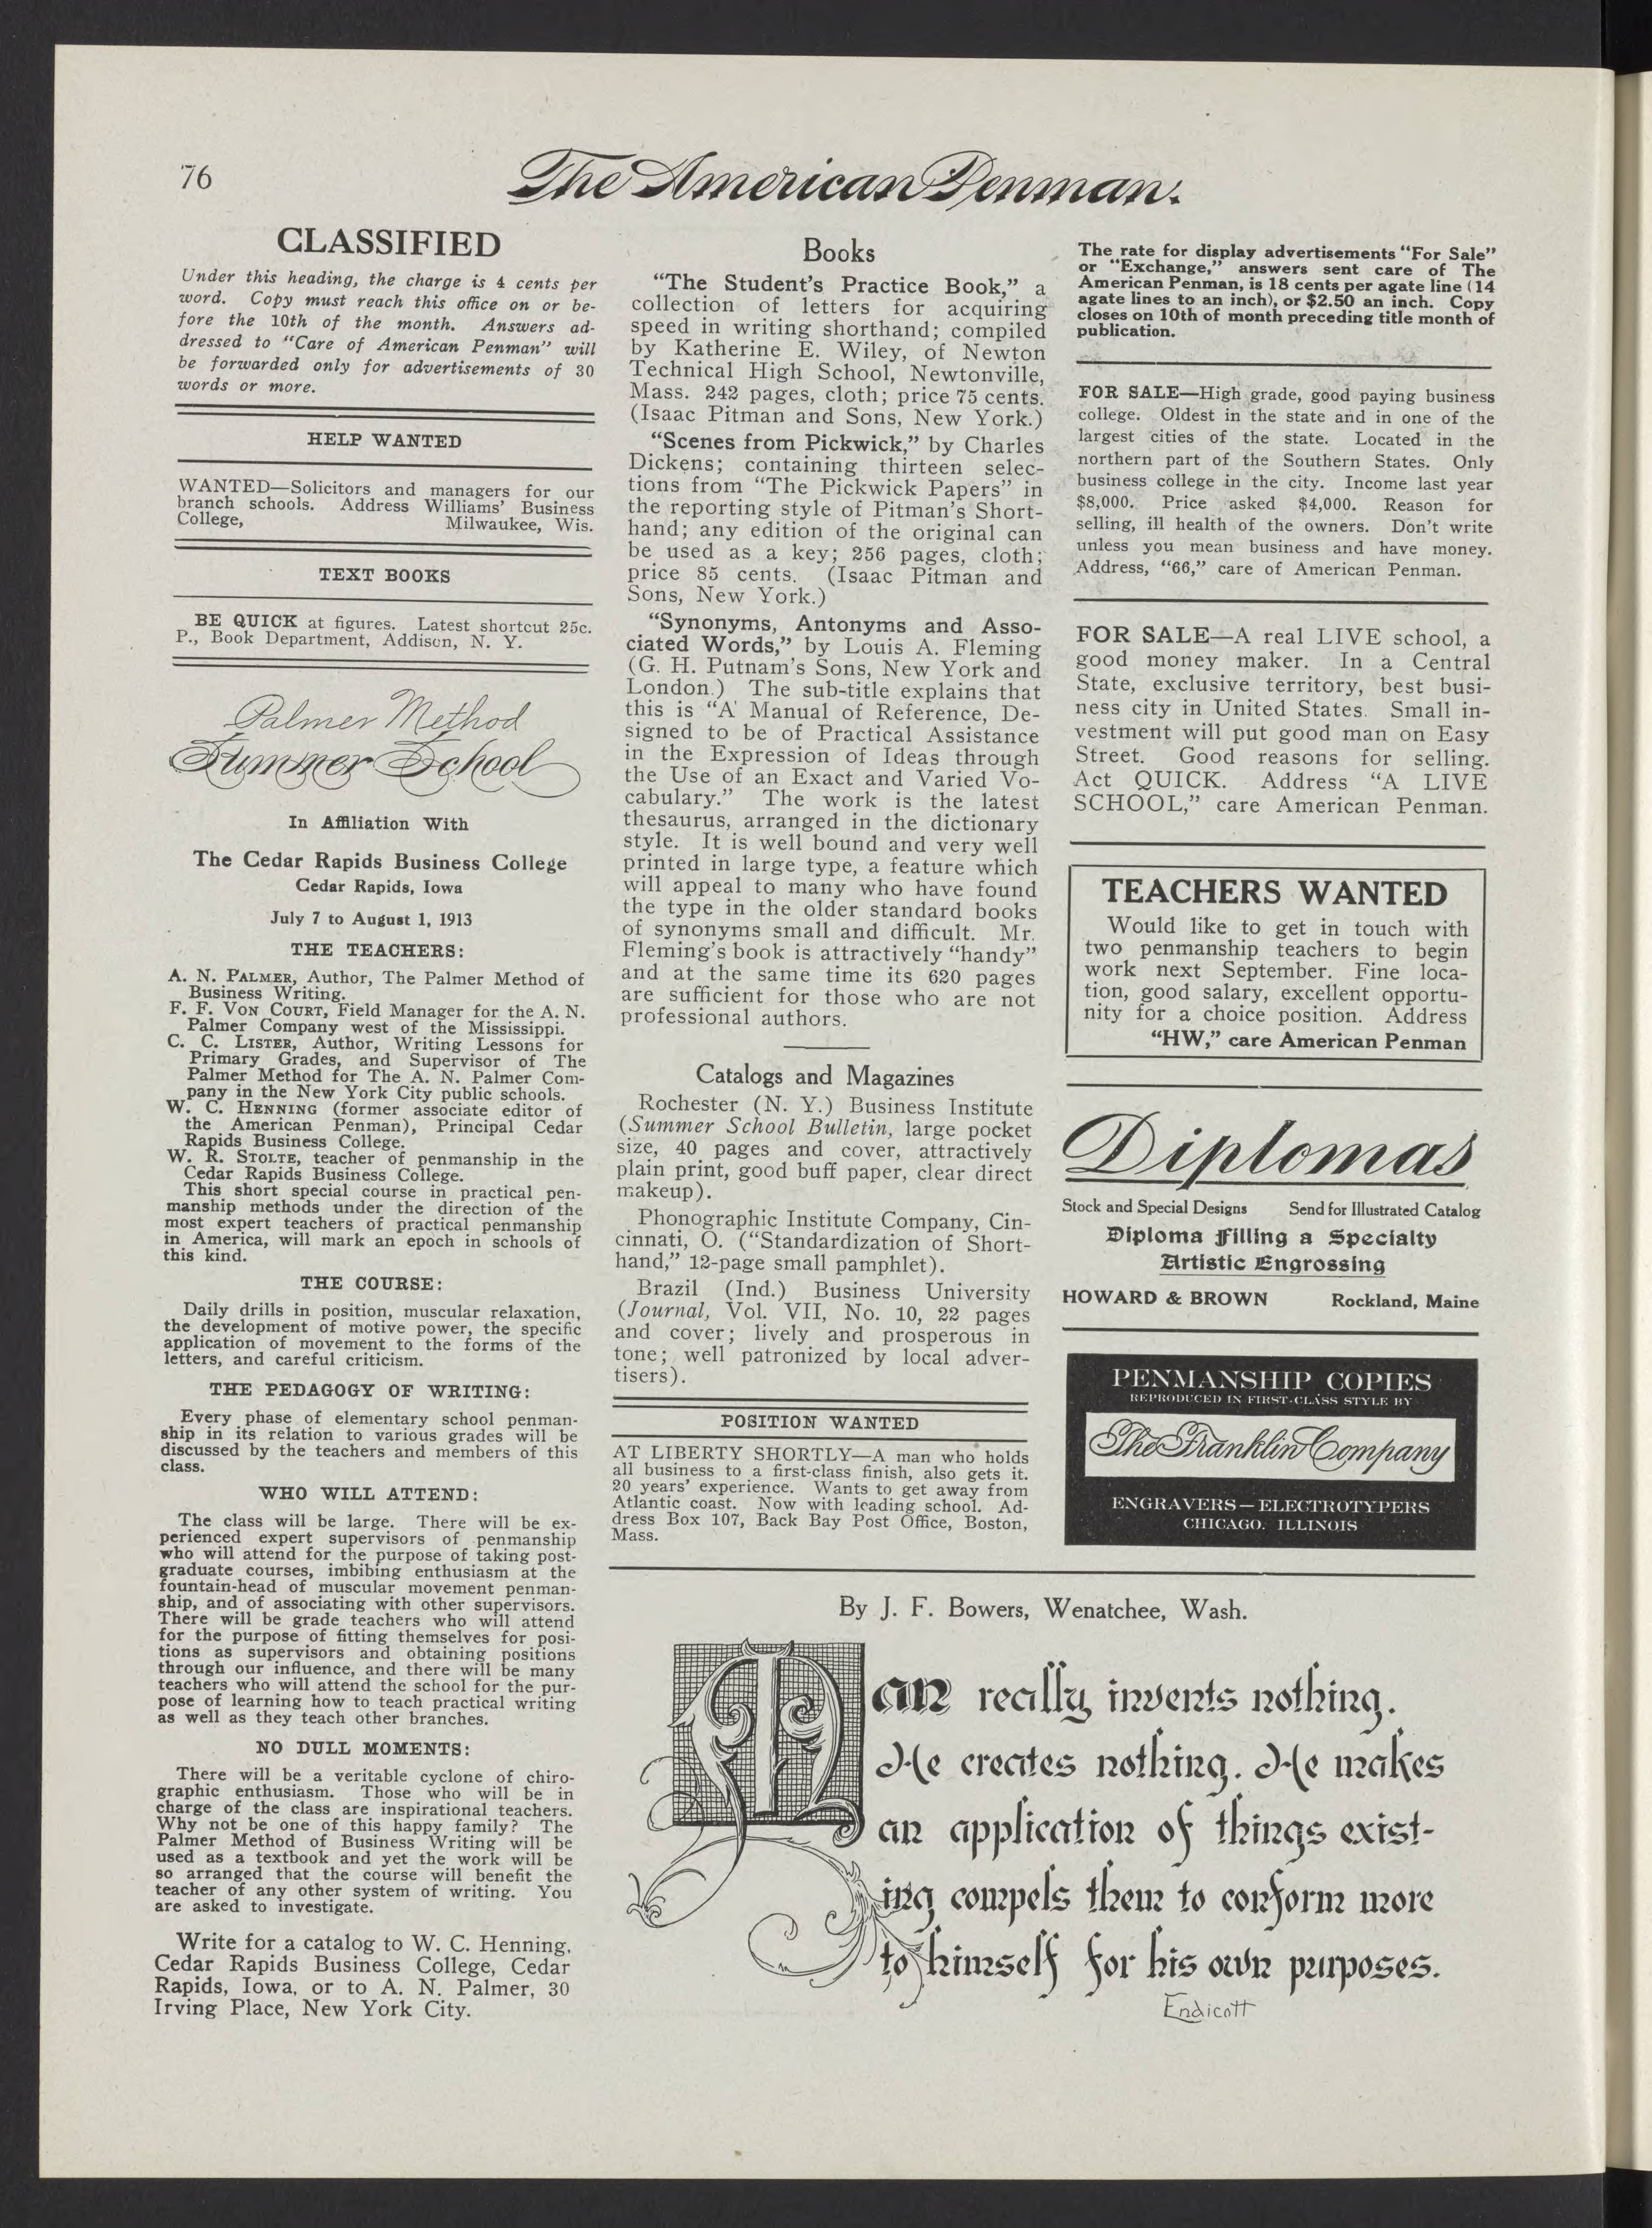 76
The American Penman.
CLASSIFIED
Under this heading, the charge is 4 cents per
word. Copy must reach this office on or be-
fore the 10th of the month. Answers ad-
dressed to "Care of American Penman" will
be forwarded only for advertisements of 30
words or more.
HELP WANTED
WANTED—Solicitors and managers for our
branch schools. Address Williams' Business
College, Milwaukee, Wis.
TEXT BOOKS
BE QUICK at figures. Latest shortcut 25c.
P., Book Department, Addison, N. Y.
Palmer Method
Summer School
In Affiliation With
The Cedar Rapids Business College
Cedar Rapids, Iowa
July 7 to August 1, 1913
THE TEACHERS:
A. N. PALMER, Author, The Palmer Method of
Business Writing.
F. F. VON COURT, Field Manager for the A. N.
Palmer Company west of the Mississippi.
C. C. LISTER, Author, Writing Lessons for
Primary Grades, and Supervisor of The
Palmer Method for The A. N. Palmer Com-
pany in the New York City public schools.
W. C. HENNING (former associate editor of
the American Penman), Principal Cedar
Rapids Business College.
W. R. STOLTE, teacher of penmanship in the
Cedar Rapids Business College.
This short special course in practical pen-
manship methods under the direction of the
most expert teachers of practical penmanship
in America, will mark an epoch in schools of
this kind.
THE COURSE:
Daily drills in position, muscular relaxation,
the development of motive power, the specific
application of movement to the forms of the
letters, and careful criticism.
THE PEDAGOGY OF WRITING:
Every phase of elementary school penman-
ship in its relation to various grades will be
discussed by the teachers and members of this
class.
WHO WILL ATTEND:
The class will be large. There will be ex-
perienced expert supervisors of penmanship
who will attend for the purpose of taking post-
graduate courses, imbibing enthusiasm at the
fountain-head of muscular movement penman-
ship, and of associating with other supervisors.
There will be grade teachers who will attend
for the purpose of fitting themselves for posi-
tions as supervisors and obtaining positions
through our influence, and there will be many
teachers who will attend the school for the pur-
pose of learning how to teach practical writing
as well as they teach other branches.
NO DULL MOMENTS:
There will be a veritable cyclone of chiro-
graphic enthusiasm. Those who will be in
charge of the class are inspirational teachers.
Why not be one of this happy family? The
Palmer Method of Business Writing will be
used as a textbook and yet the work will be
so arranged that the course will benefit the
teacher of any other system of writing. You
are asked to investigate.
Write for a catalog to W. C. Henning,
Cedar Rapids Business College, Cedar
Rapids, Iowa, or to A. N. Palmer, 30
Irving Place, New York City.
Books
"The Student's Practice Book," a
collection of letters for acquiring
speed in writing shorthand; compiled
by Katherine E. Wiley, of Newton
Technical High School, Newtonville,
Mass. 242 pages, cloth; price 75 cents.
(Isaac Pitman and Sons, New York.)
"Scenes from Pickwick," by Charles
Dickens; containing thirteen selec-
tions from "The Pickwick Papers" in
the reporting style of Pitman's Short-
hand; any edition of the original can
be used as a key; 256 pages, cloth;
price 85 cents. (Isaac Pitman and
Sons, New York.)
"Synonyms, Antonyms and Asso-
ciated Words," by Louis A. Fleming
(G. H. Putnam's Sons, New York and
London.) The sub-title explains that
this is "A Manual of Reference, De-
signed to be of Practical Assistance
in the Expression of Ideas through
the Use of an Exact and Varied Vo-
cabulary." The work is the latest
thesaurus, arranged in the dictionary
style. It is well bound and very well
printed in large type, a feature which
will appeal to many who have found
the type in the older standard books
of synonyms small and difficult. Mr.
Fleming's book is attractively "handy"
and at the same time its 620 pages
are sufficient for those who are not
professional authors.
Catalogs and Magazines
Rochester (N. Y.) Business Institute
(Summer School Bulletin, large pocket
size, 40 pages and cover, attractively
plain print, good buff paper, clear direct
makeup).
Phonographic Institute Company, Cin-
cinnati, O. ("Standardization of Short-
hand," 12-page small pamphlet).
Brazil (Ind.) Business University
(Journal, Vol. VII, No. 10, 22 pages
and cover; lively and prosperous in
tone; well patronized by local adver-
tisers).
POSITION WANTED
AT LIBERTY SHORTLY—A man who holds
all business to a first-class finish, also gets it.
20 years' experience. Wants to get away from
Atlantic coast. Now with leading school. Ad-
dress Box 107, Back Bay Post Office, Boston,
Mass.
The rate for display advertisements "For Sale"
or "Exchange," answers sent care of The
American Penman, is 18 cents per agate line (14
agate lines to an inch), or $2.50 an inch. Copy
closes on 10th of month preceding title month of
publication.
FOR SALE—High grade, good paying business
college. Oldest in the state and in one of the
largest cities of the state. Located in the
northern part of the Southern States. Only
business college in the city. Income last year
$8,000. Price asked $4,000. Reason for
selling, ill health of the owners. Don't write
unless you mean business and have money.
Address, "66," care of American Penman.
FOR SALE—A real LIVE school, a
good money maker. In a Central
State, exclusive territory, best busi-
ness city in United States. Small in-
vestment will put good man on Easy
Street. Good reasons for selling.
Act QUICK. Address "A LIVE
SCHOOL," care American Penman.
TEACHERS WANTED
Would like to get in touch with
two penmanship teachers to begin
work next September. Fine loca-
tion, good salary, excellent opportu-
nity for a choice position. Address
"HW," care American Penman
Diplomas
Stock and Special Designs Send for Illustrated Catalog
Diploma Filling a Specialty
Artistic Engrossing
HOWARD & BROWN Rockland, Maine
PENMANSHIP COPIES
REPRODUCED IN FIRST-CLASS STYLE BY
The Franklin Company
ENGRAVERS—ELECTROTYPERS
CHICAGO, ILLINOIS
By J. F. Bowers, Wenatchee, Wash.
Man really invents nothing.
He creates nothing. He makes
an application of things exist-
ing compels them to conform more
to himself for his own purposes.
Endicott